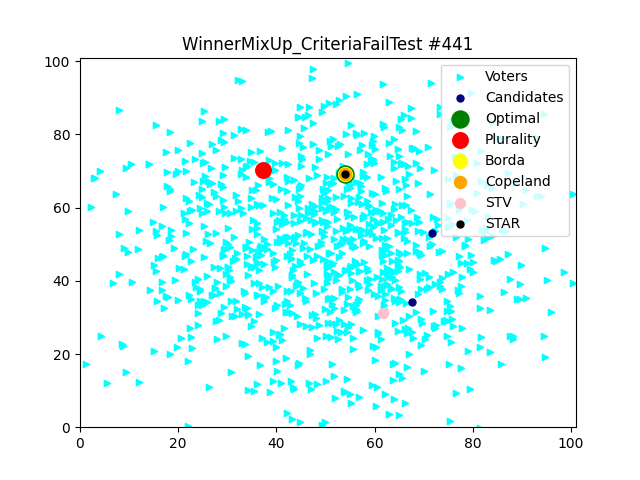 WinnerMixUp_CriteriaFailTest #441
100
80
60
40
20
0
0
20
40
60
80
100
Voters
Candidates
Optimal
Plurality
Borda
Copeland
STV
STAR